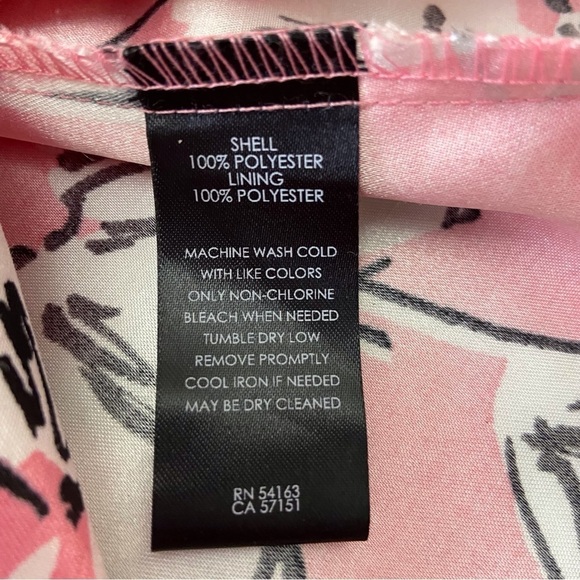 SHELL
100% POLYESTER
LINING
100% POLYESTER
MACHINE WASH COLD
WITH LIKE COLORS
ONLY NON-CHLORINE
BLEACH WHEN NEEDED
TUMBLE DRY LOW
REMOVE PROMPTLY
COOL IRON IF NEEDED
MAY BE DRY CLEANED
RN 54163
CA 57151